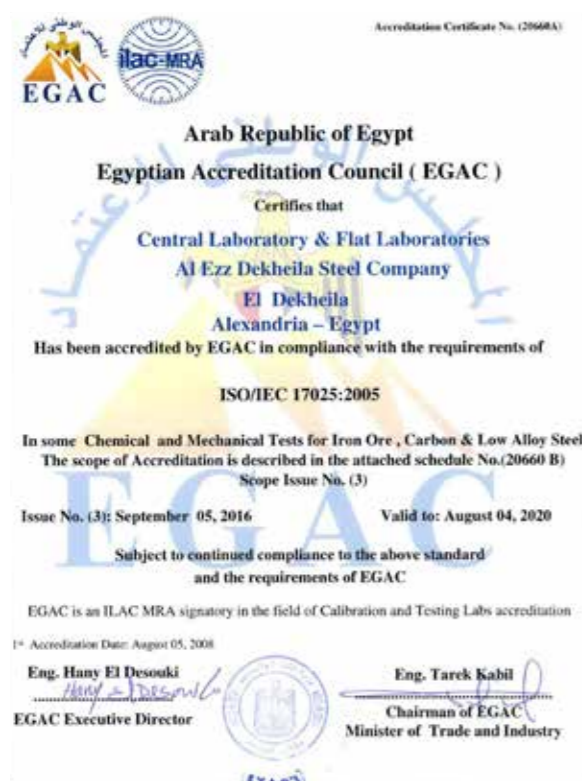 Accreditation Certificate No. (20660A)
المجلس الوطني للاعتماد
EGAC
ilac-MRA
Arab Republic of Egypt
Egyptian Accreditation Council ( EGAC )
Certifies that
Central Laboratory & Flat Laboratories
Al Ezz Dekheila Steel Company
El Dekheila
Alexandria – Egypt
Has been accredited by EGAC in compliance with the requirements of
ISO/IEC 17025:2005
In some Chemical and Mechanical Tests for Iron Ore , Carbon & Low Alloy Steel
The scope of Accreditation is described in the attached schedule No.(20660 B)
Scope Issue No. (3)
Issue No. (3): September 05, 2016
Valid to: August 04, 2020
EGAC
Subject to continued compliance to the above standard
and the requirements of EGAC
EGAC is an ILAC MRA signatory in the field of Calibration and Testing Labs accreditation
1st Accreditation Date: August 05, 2008
Eng. Hany El Desouki
Hany El Desouki
EGAC Executive Director
Eng. Tarek Kabil
Chairman of EGAC
Minister of Trade and Industry